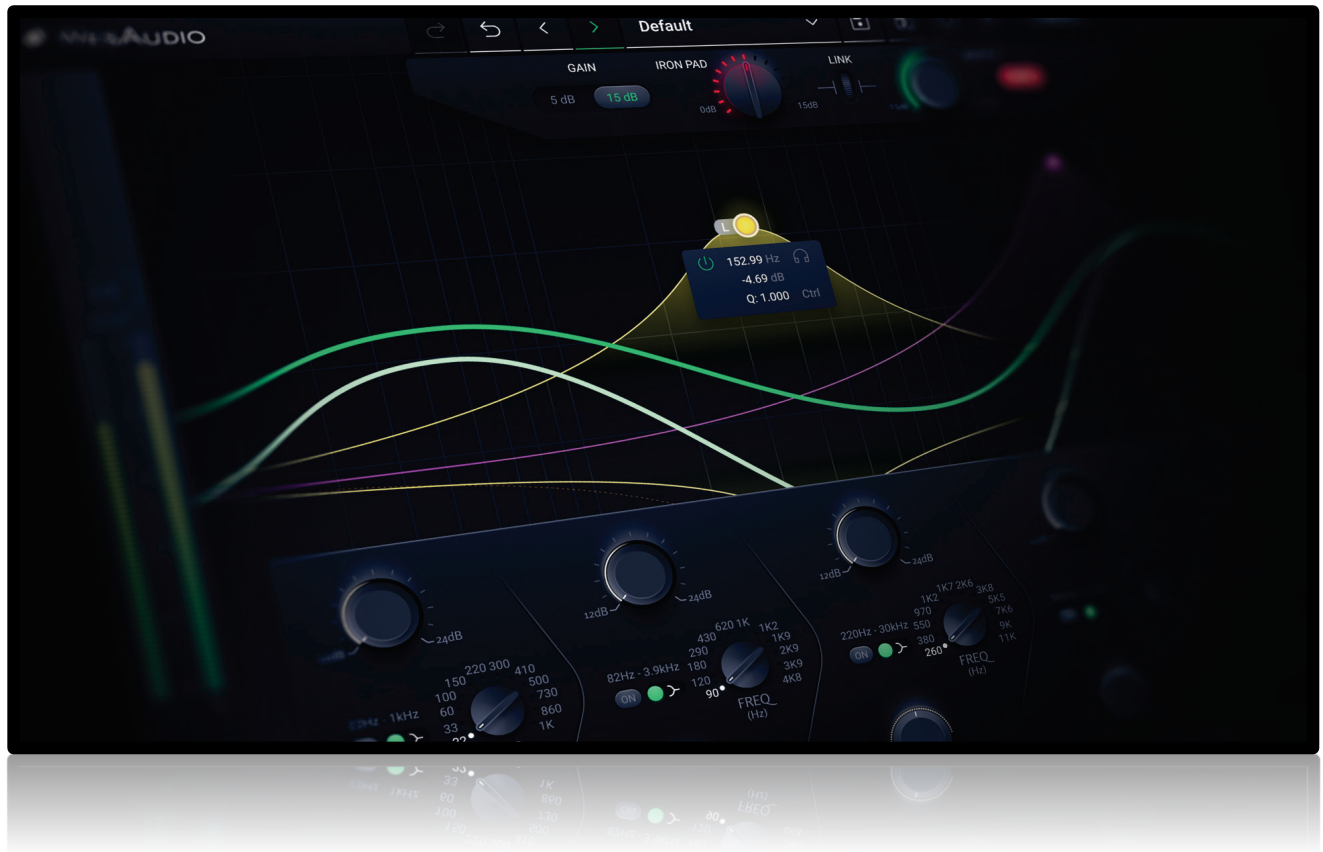 WESAUDIO
Default
GAIN
IRON PAD
LINK
5 dB
15 dB
0dB
15dB
L
152.99 Hz
-4.69 dB
Q: 1.000 Ctrl
24dB
12dB
24dB
12dB
24dB
33
60
100
150
220
300
410
500
730
860
1K
Hz - 1kHz
82Hz - 3.9kHz
ON
90
120
180
290
430
620
1K
1K2
1K9
2K9
3K9
4K8
FREQ
(Hz)
220Hz - 30kHz
ON
260
380
550
970
1K2
1K7
2K6
3K8
5K5
7K6
9K
11K
FREQ
(Hz)